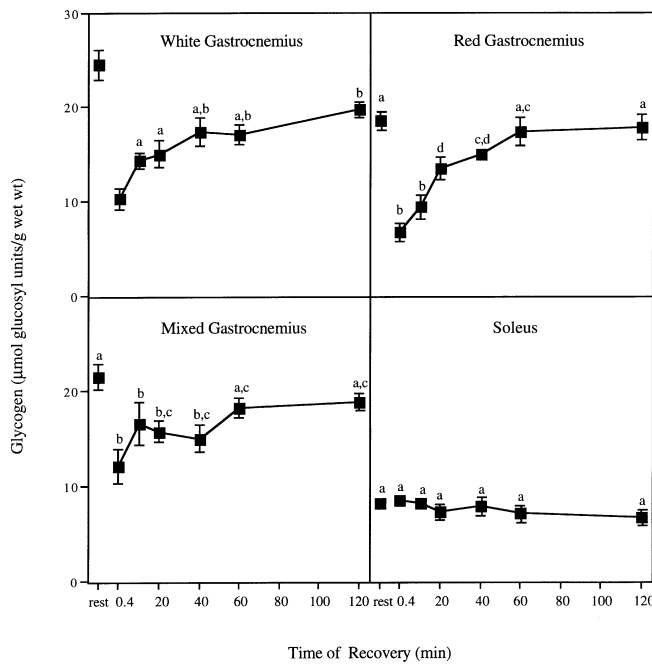 30
White Gastrocnemius
Red Gastrocnemius
a a a,b a,b b
a b b d c,d a,c a
20
10
0
Mixed Gastrocnemius
Soleus
a b b b,c b,c a,c a,c
a a a a a a a
20
10
0
rest 0.4 20 40 60 80 100 120 rest 0.4 20 40 60 80 100 120
Time of Recovery (min)
Glycogen (µmol glucosyl units/g wet wt)